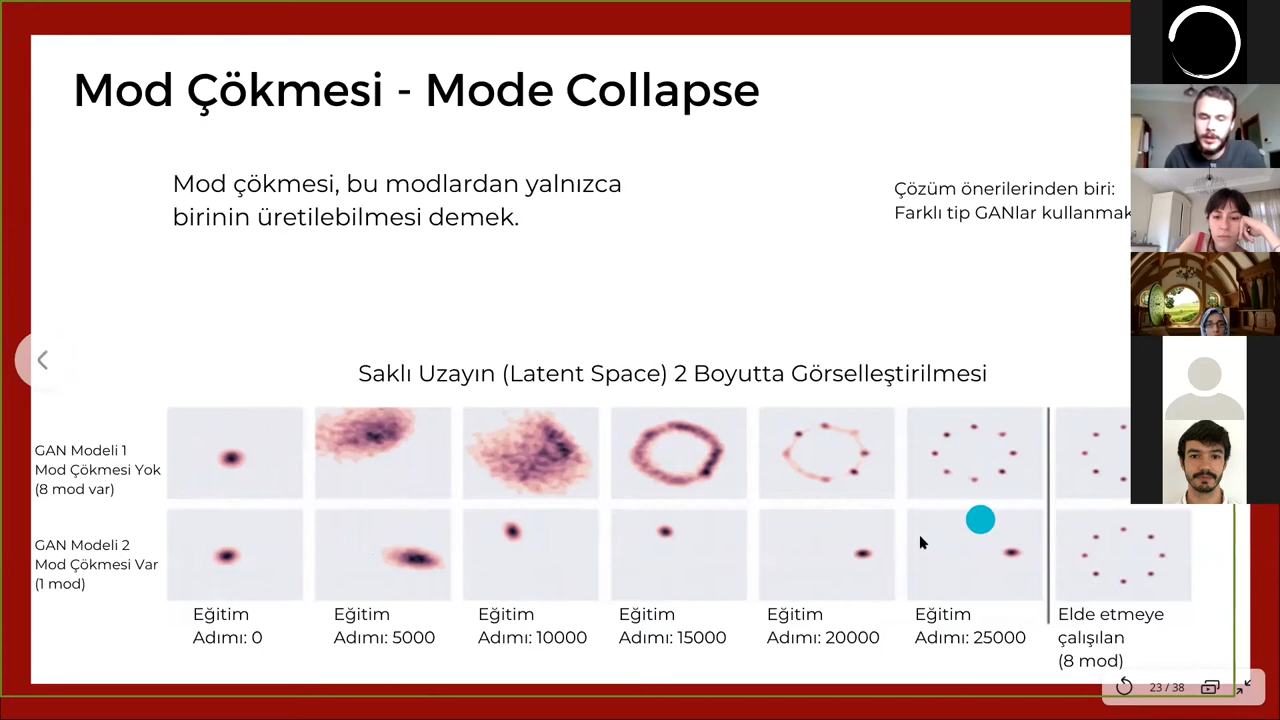 Mod Çökmesi - Mode Collapse
Mod çökmesi, bu modlardan yalnızca
birinin üretilebilmesi demek.
Çözüm önerilerinden biri:
Farklı tip GANlar kullanmak
Saklı Uzayın (Latent Space) 2 Boyutta Görselleştirilmesi
GAN Modeli 1
Mod Çökmesi Yok
(8 mod var)
GAN Modeli 2
Mod Çökmesi Var
(1 mod)
Eğitim
Adımı: 0
Eğitim
Adımı: 5000
Eğitim
Adımı: 10000
Eğitim
Adımı: 15000
Eğitim
Adımı: 20000
Eğitim
Adımı: 25000
Elde etmeye
çalışılan
(8 mod)
23 / 38